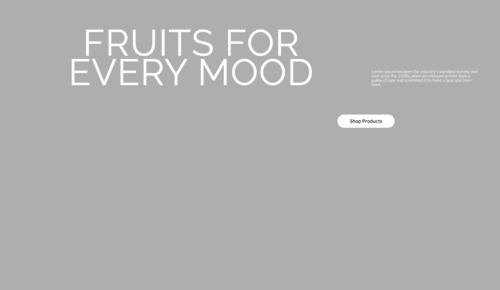 FRUITS FOR
EVERY MOOD
Lorem Ipsum has been the industry's standard dummy text
ever since the 1500s, when an unknown printer took a
galley of type and scrambled it to make a type specimen
book.
Shop Products